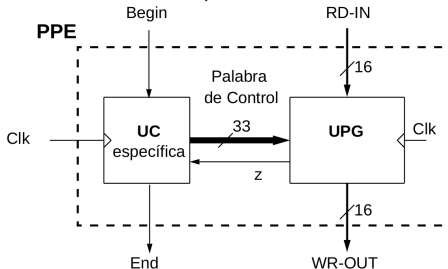 Begin
RD-IN
PPE
16
Palabra
de Control
Clk
UC
específica
33
UPG
Clk
z
16
End
WR-OUT